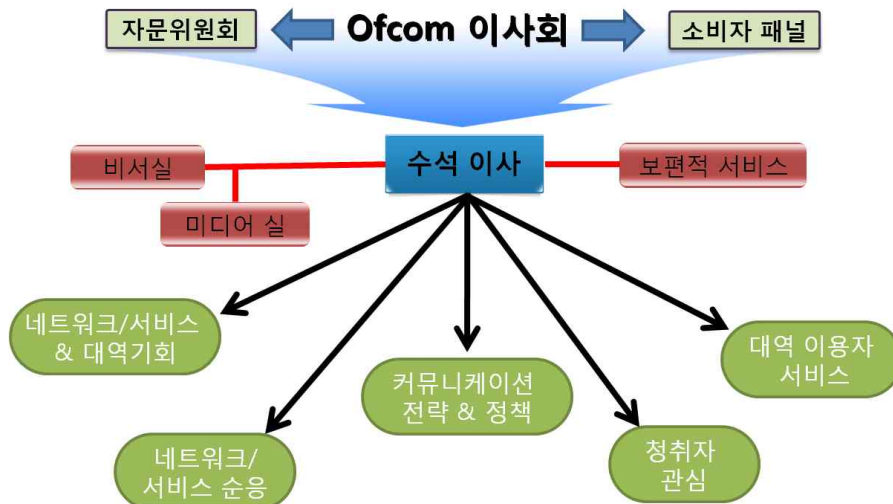 자문위원회
Ofcom 이사회
소비자 패널
수석 이사
비서실
보편적 서비스
미디어 실
네트워크/서비스
& 대역기회
대역 이용자
서비스
커뮤니케이션
전략 & 정책
네트워크/
서비스 순응
청취자
관심